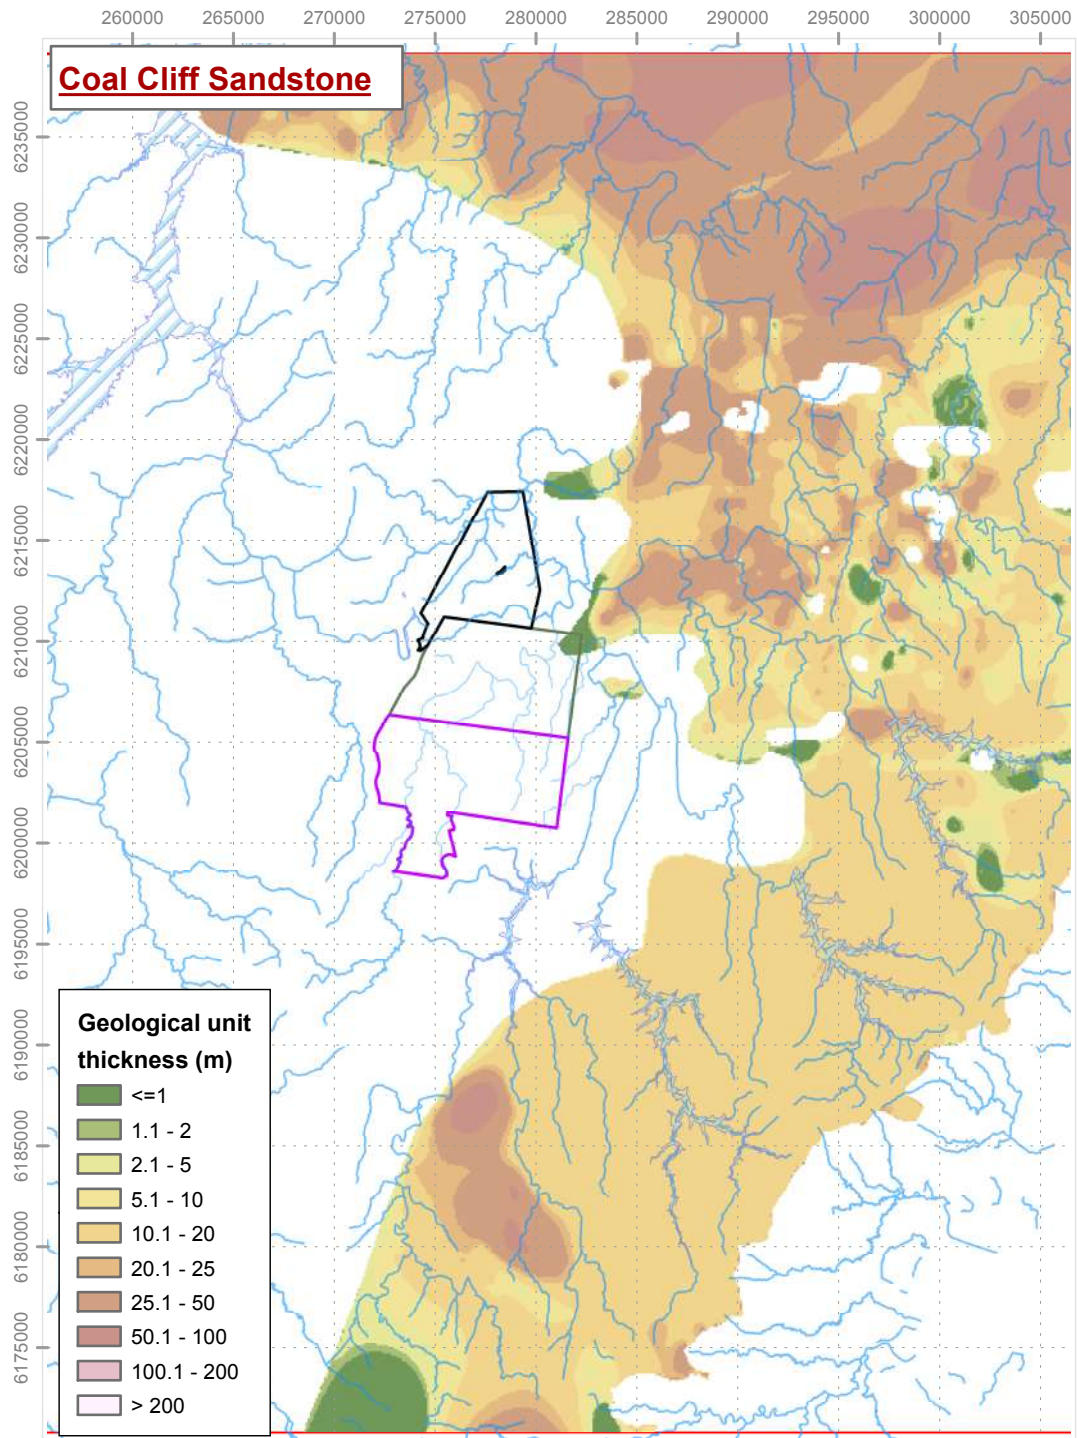 260000 265000 270000 275000 280000 285000 290000 295000 300000 305000
Coal Cliff Sandstone
6235000
6230000
6225000
6220000
6215000
6210000
6205000
6200000
6195000
6190000
6185000
6180000
6175000
Geological unit
thickness (m)
<=1
1.1 - 2
2.1 - 5
5.1 - 10
10.1 - 20
20.1 - 25
25.1 - 50
50.1 - 100
100.1 - 200
> 200